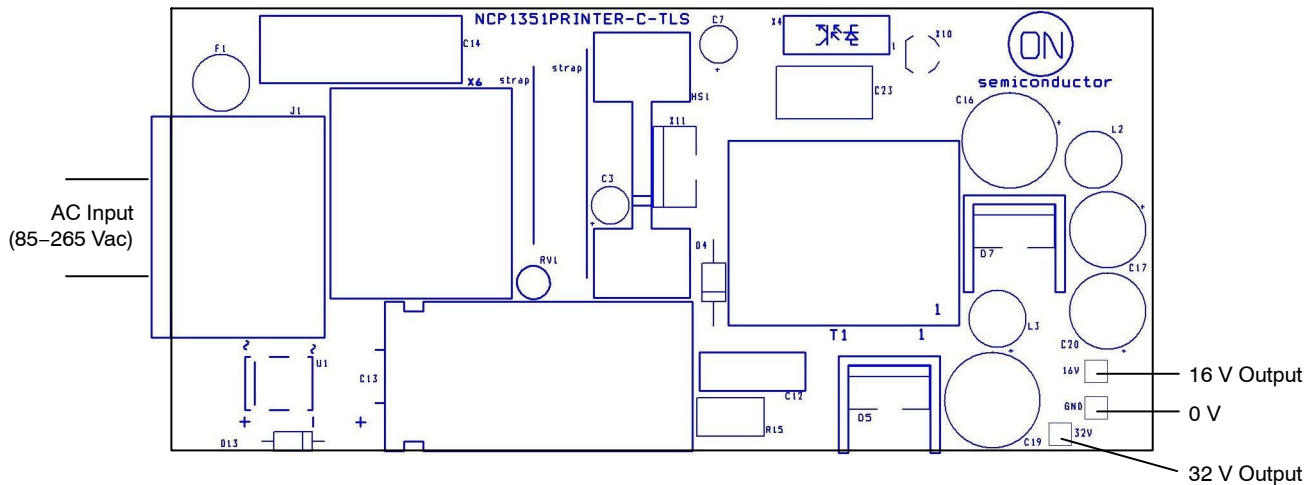 NCP1351PRINTER-C-TLS
C7
X4
1
X10
ON
semiconductor
F1
C14
strap
strap
X6
HS1
C23
C16
J1
X11
L2
AC Input
(85–265 Vac)
C3
D4
D7
RV1
C17
1
T1
1
L3
C20
U1
C13
+
–
+
C12
16V
16 V Output
GND
0 V
D5
R15
D13
C19
32V
32 V Output